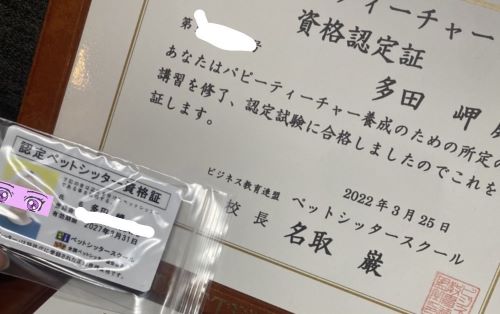 ィーチャー
資格認定証
第
多田 岬
あなたはパピーティーチャー養成のための所定の
講習を修了、認定試験に合格しましたのでこれを
証します。
2022年3月25日
ビジネス教育連盟 ペットシッタースクール
校長 名取 巌
認定ペットシッター資格証
有効期限 2027年3月31日
ペットシッタースクール